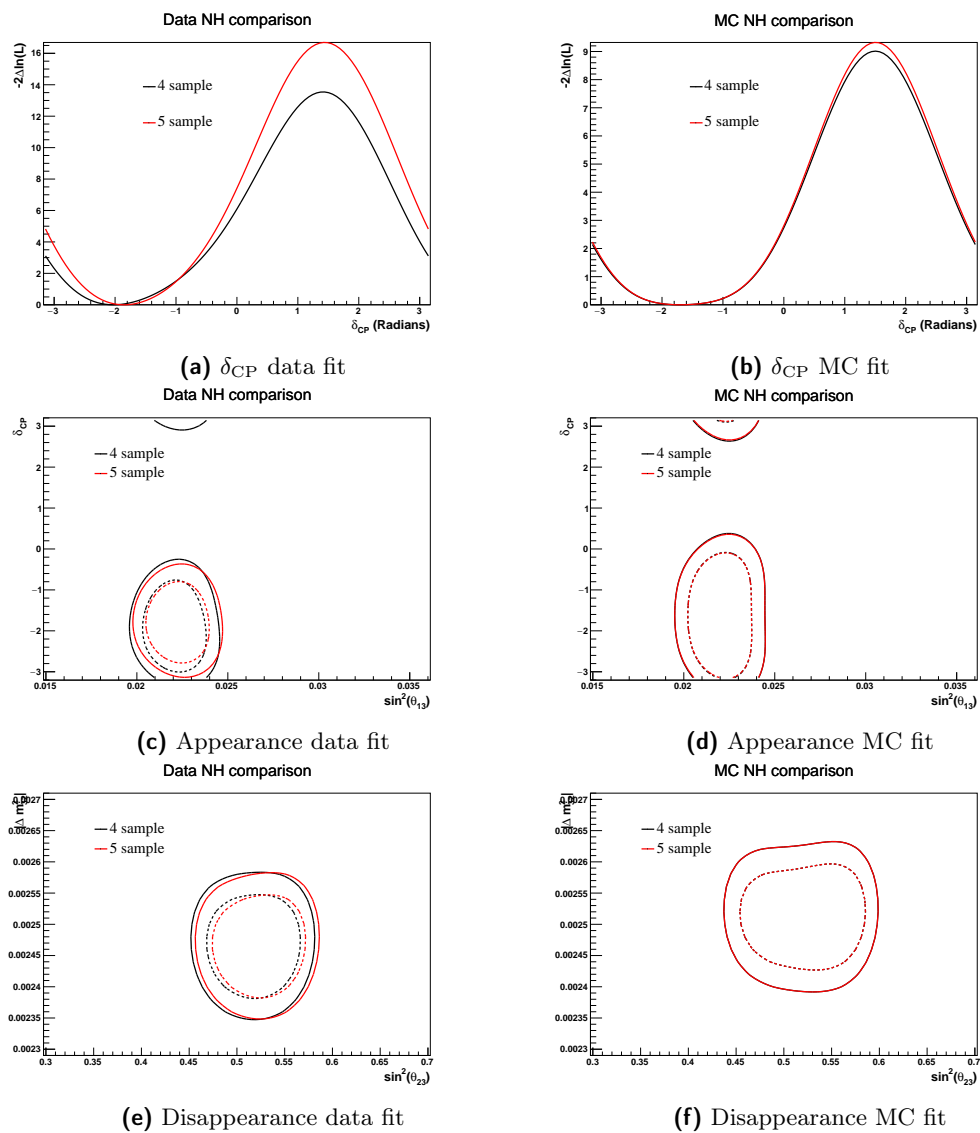 Data NH comparison
-2Δln(L)
16
14
12
10
8
6
4
2
0
4 sample
5 sample
−3 −2 −1 0 1 2 3
δCP (Radians)
(a) δCP data fit
MC NH comparison
-2Δln(L)
9
8
7
6
5
4
3
2
1
0
4 sample
5 sample
−3 −2 −1 0 1 2 3
δCP (Radians)
(b) δCP MC fit
Data NH comparison
δCP
3
2
1
0
−1
−2
−3
4 sample
5 sample
0.015 0.02 0.025 0.03 0.035
sin²(θ13)
(c) Appearance data fit
MC NH comparison
δCP
3
2
1
0
−1
−2
−3
4 sample
5 sample
0.015 0.02 0.025 0.03 0.035
sin²(θ13)
(d) Appearance MC fit
Data NH comparison
0.0027
0.00265
0.0026
0.00255
0.0025
0.00245
0.0024
0.00235
0.0023
4 sample
5 sample
0.3 0.35 0.4 0.45 0.5 0.55 0.6 0.65 0.7
sin²(θ23)
(e) Disappearance data fit
MC NH comparison
0.0027
0.00265
0.0026
0.00255
0.0025
0.00245
0.0024
0.00235
0.0023
4 sample
5 sample
0.3 0.35 0.4 0.45 0.5 0.55 0.6 0.65 0.7
sin²(θ23)
(f) Disappearance MC fit